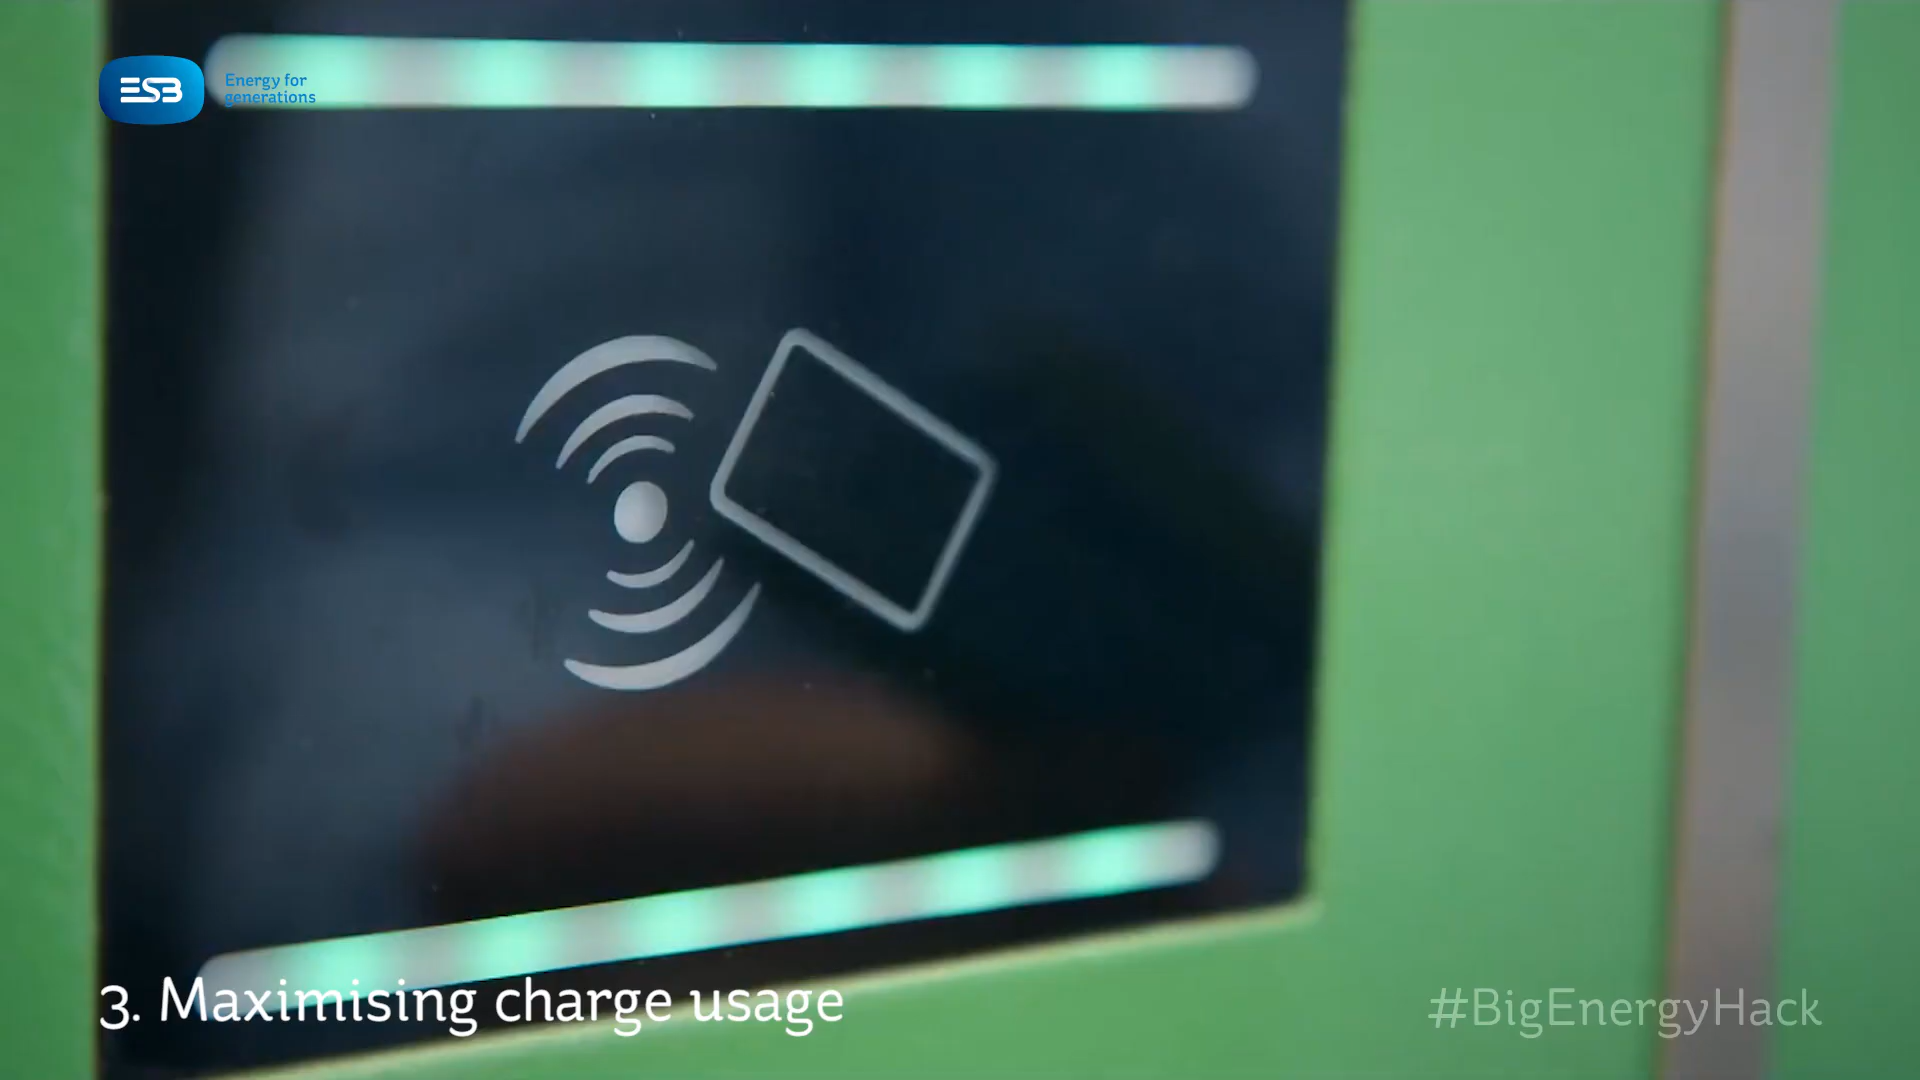 ESB
Energy for
generations
3. Maximising charge usage
#BigEnergyHack